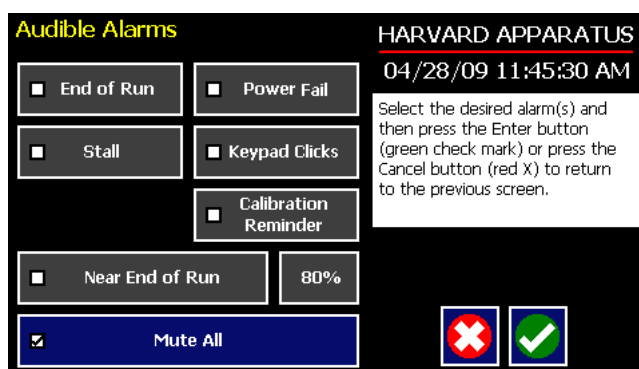 Audible Alarms
HARVARD APPARATUS
04/28/09 11:45:30 AM
End of Run
Power Fail
Stall
Keypad Clicks
Calibration
Reminder
Near End of Run
80%
Mute All
Select the desired alarm(s) and
then press the Enter button
(green check mark) or press the
Cancel button (red X) to return
to the previous screen.